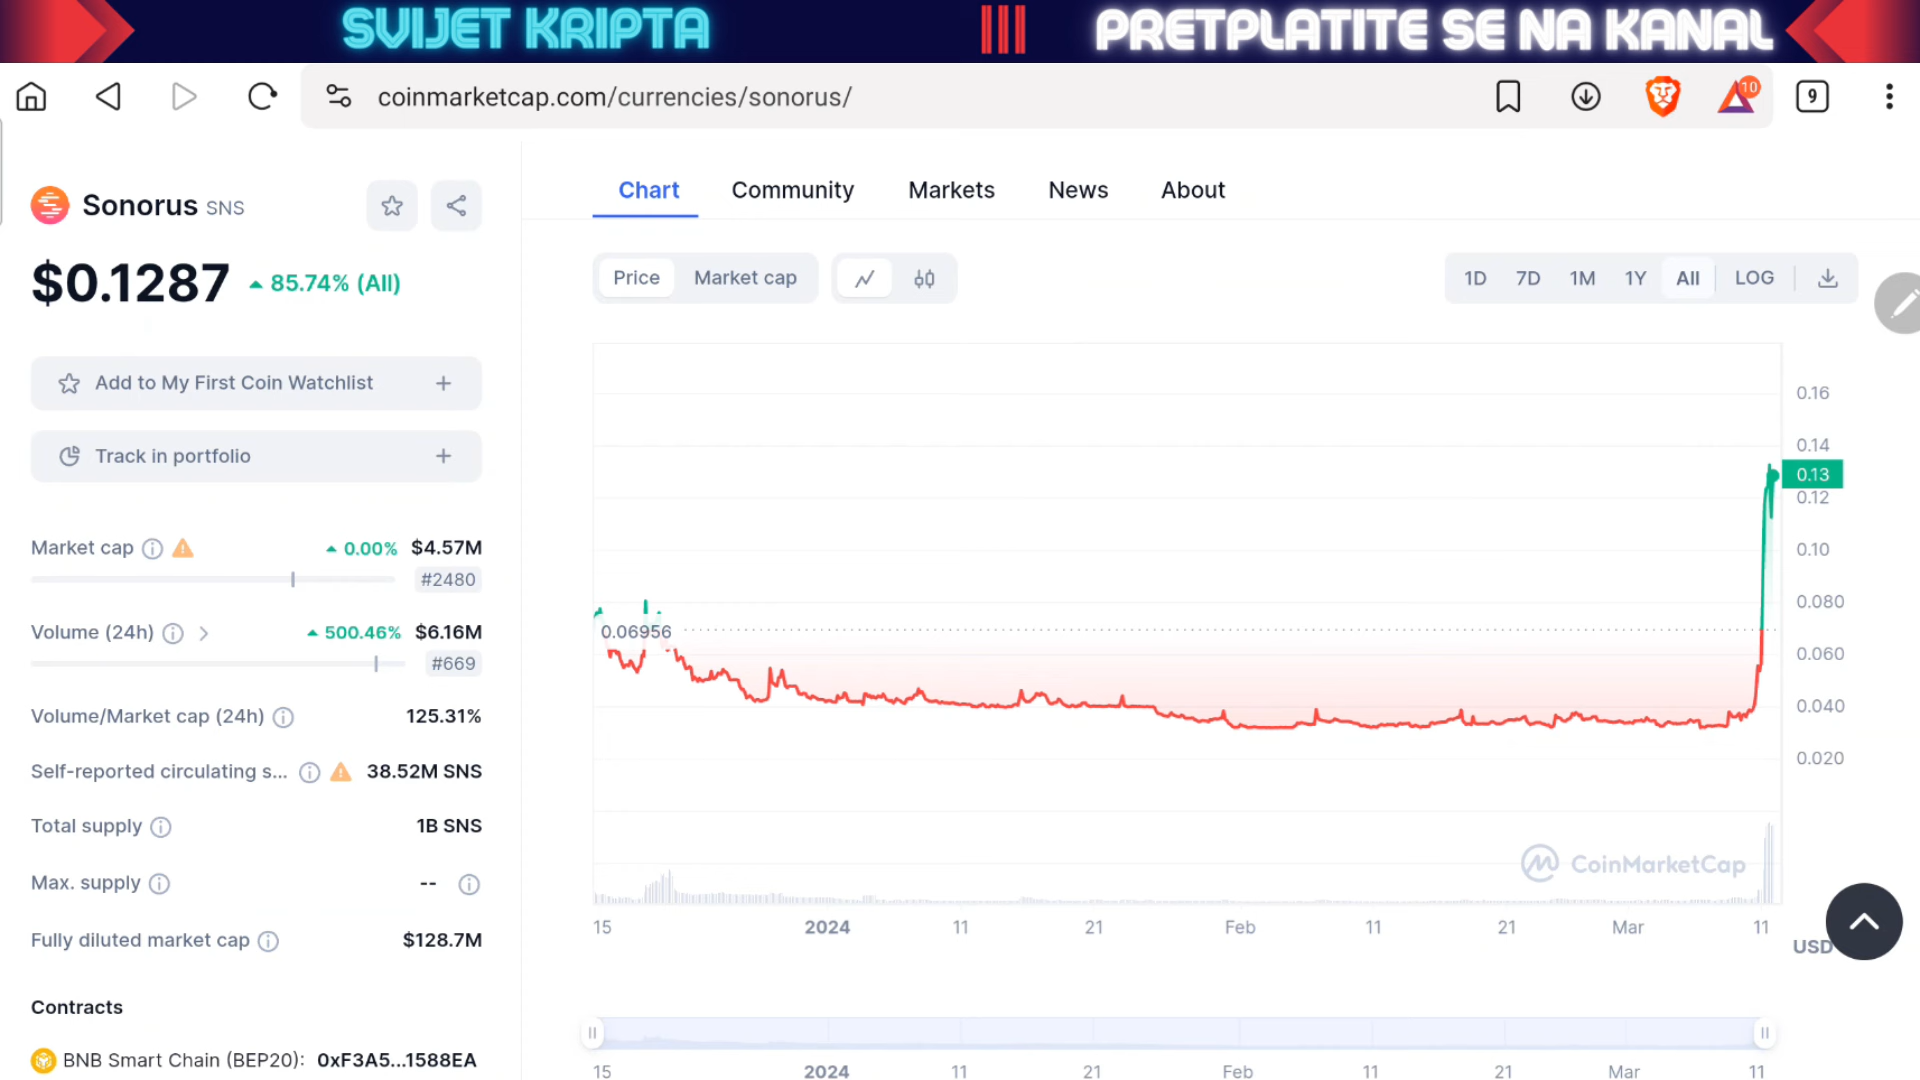 SVIJET KRIPTA
PRETPLATITE SE NA KANAL
coinmarketcap.com/currencies/sonorus/
10
9
Sonorus SNS
$0.1287 85.74% (All)
Add to My First Coin Watchlist +
Track in portfolio +
Market cap 0.00% $4.57M
#2480
Volume (24h) 500.46% $6.16M
#669
Volume/Market cap (24h) 125.31%
Self-reported circulating s... 38.52M SNS
Total supply 1B SNS
Max. supply --
Fully diluted market cap $128.7M
Contracts
BNB Smart Chain (BEP20): 0xF3A5...1588EA
Chart Community Markets News About
Price Market cap
1D 7D 1M 1Y All LOG
0.16
0.14
0.13
0.12
0.10
0.080
0.06956
0.060
0.040
0.020
CoinMarketCap
15 2024 11 21 Feb 11 21 Mar 11
USD
15 2024 11 21 Feb 11 21 Mar 11